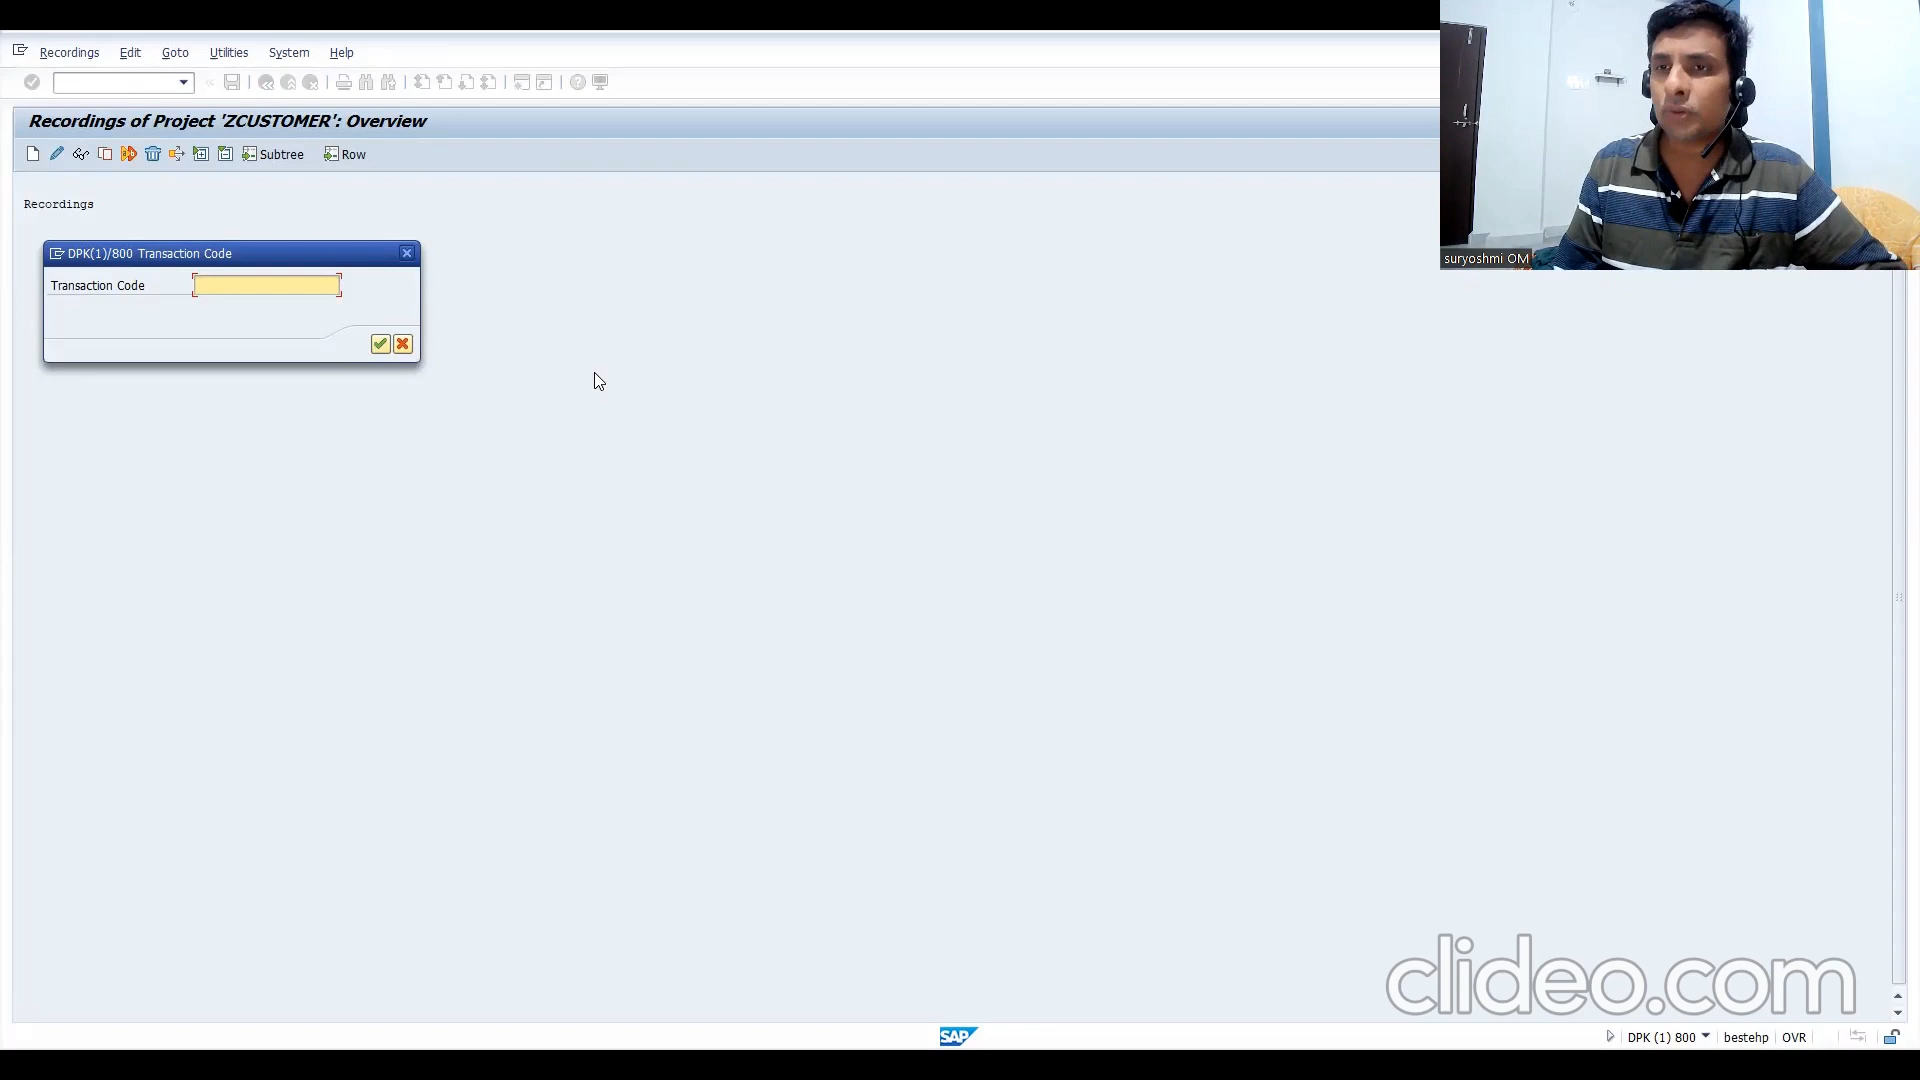 Recordings Edit Goto Utilities System Help
Recordings of Project 'ZCUSTOMER': Overview
Subtree Row
Recordings
DPK(1)/800 Transaction Code
Transaction Code
suryoshmi OM
clideo.com
SAP
DPK (1) 800 bestehp OVR